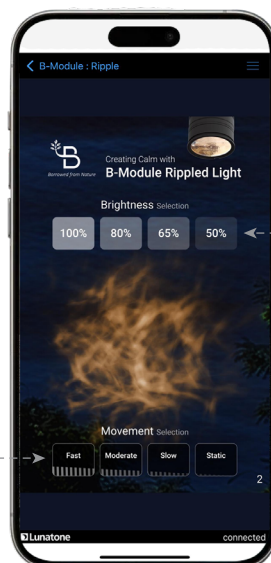 B-Module : Ripple
B
Borrowed from Nature
Creating Calm with
B-Module Rippled Light
Brightness Selection
100% 80% 65% 50%
Movement Selection
Fast Moderate Slow Static
2
Lunatone connected